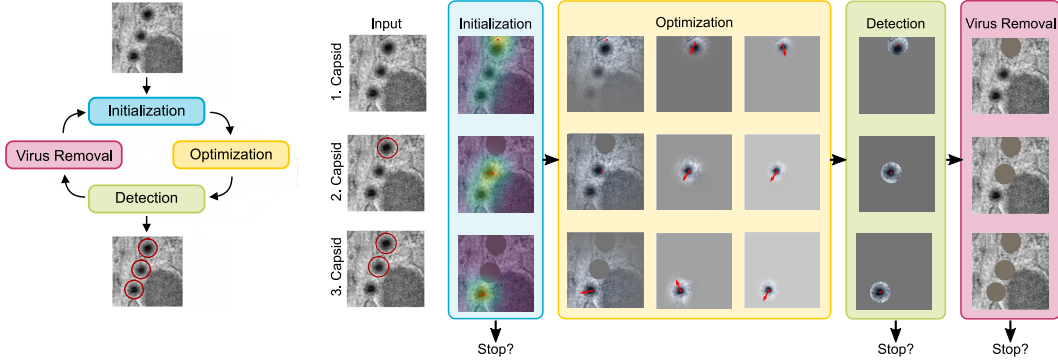 Initialization
Virus Removal
Optimization
Detection
Input
Initialization
Optimization
Detection
Virus Removal
1. Capsid
2. Capsid
3. Capsid
Stop?
Stop?
Stop?